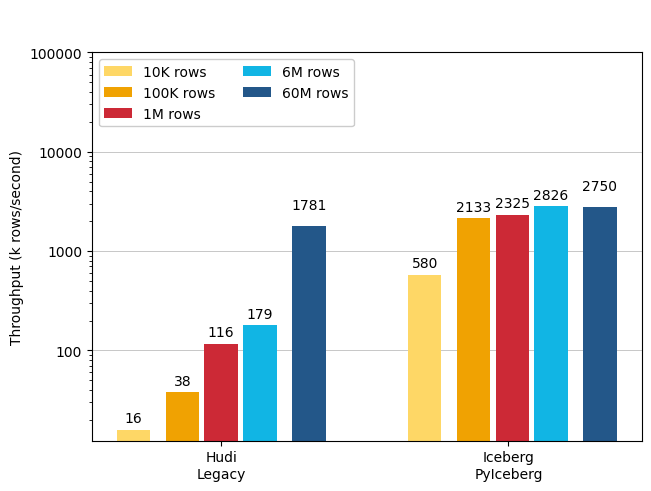 100000
10000
1000
100
Throughput (k rows/second)
10K rows
100K rows
1M rows
6M rows
60M rows
16
38
116
179
1781
580
2133
2325
2826
2750
Hudi
Legacy
Iceberg
PyIceberg